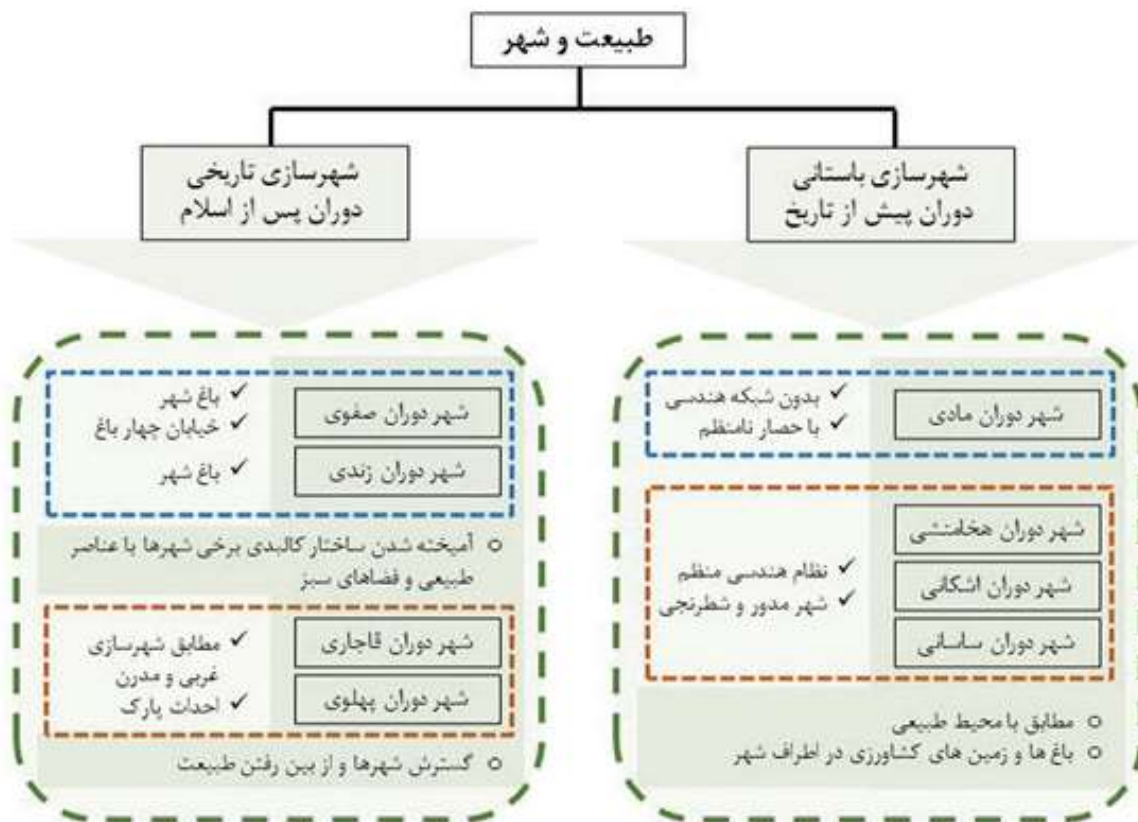 طبیعت و شهر
شهرسازی باستانی
دوران پیش از تاریخ
شهر دوران مادی
بدون شبکه هندسی
با حصار نامنظم
شهر دوران هخامنشی
شهر دوران اشکانی
شهر دوران ساسانی
نظام هندسی منظم
شهر مدور و شطرنجی
مطابق با محیط طبیعی
باغ ها و زمین های کشاورزی در اطراف شهر
شهرسازی تاریخی
دوران پس از اسلام
شهر دوران صفوی
باغ شهر
خیابان چهار باغ
شهر دوران زندی
باغ شهر
آمیخته شدن ساختار کالبدی برخی شهرها با عناصر
طبیعی و فضاهای سبز
شهر دوران قاجاری
شهر دوران پهلوی
مطابق شهرسازی
غربی و مدرن
احداث پارک
گسترش شهرها و از بین رفتن طبیعت